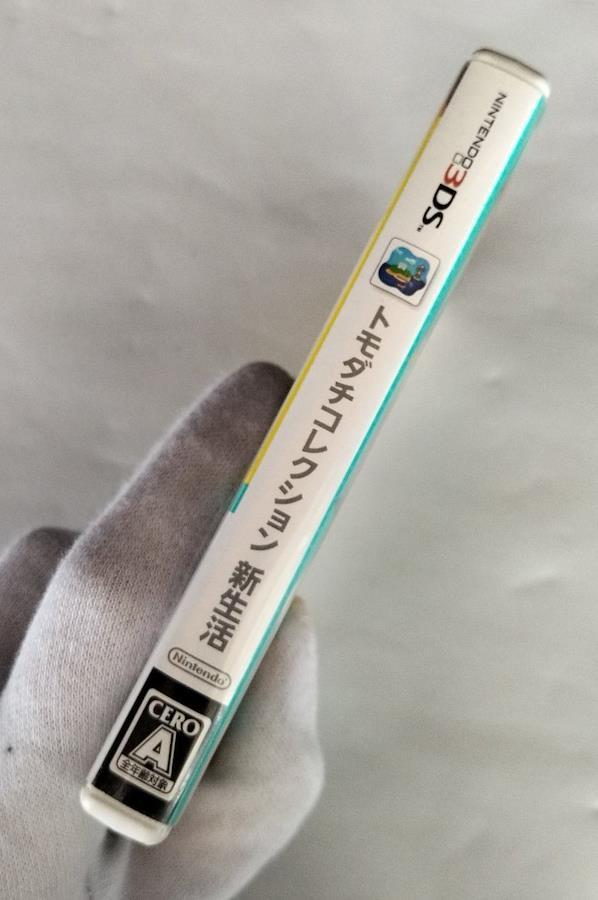 NINTENDO
3DS™
トモダチコレクション 新生活
Nintendo®
CERO
A
全年齢対象